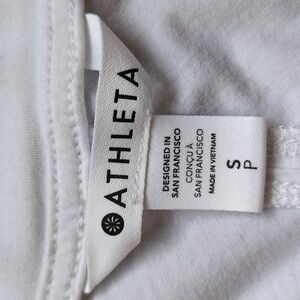 ATHLETA
DESIGNED IN
SAN FRANCISCO
CONÇU À
SAN FRANCISCO
MADE IN VIETNAM
S
P